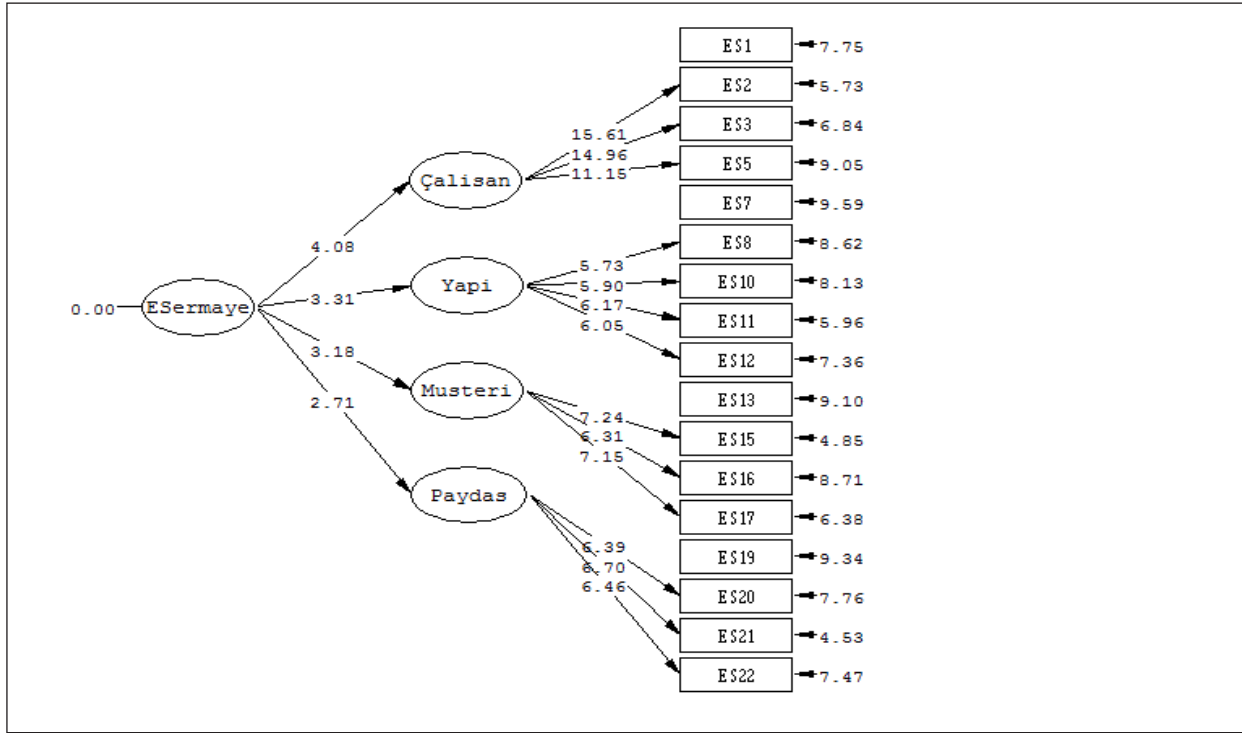 ES1 7.75
ES2 5.73
15.61
ES3 6.84
14.96
ES5 9.05
11.15
Çalisan
ES7 9.59
ES8 8.62
4.08
5.73
ES10 8.13
5.90
Yapi
3.31
6.17
0.00 ESermaye
ES11 5.96
6.05
3.18
ES12 7.36
Musteri
ES13 9.10
2.71
7.24
ES15 4.85
6.31
7.15
ES16 8.71
Paydas
ES17 6.38
6.39
ES19 9.34
6.70
6.46
ES20 7.76
ES21 4.53
ES22 7.47